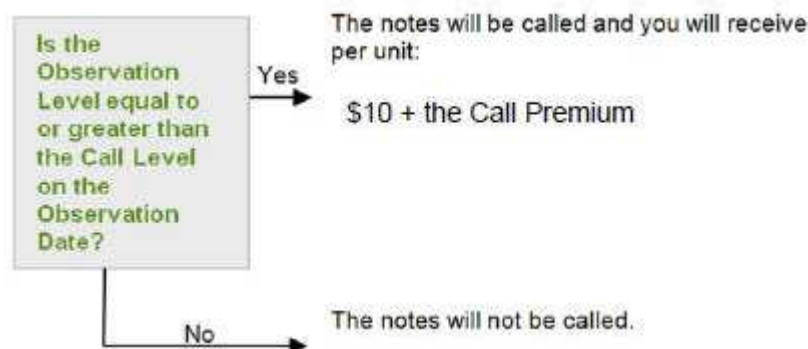 Is the
Observation
Level equal to
or greater than
the Call Level
on the
Observation
Date?
Yes
The notes will be called and you will receive
per unit:
$10 + the Call Premium
No
The notes will not be called.